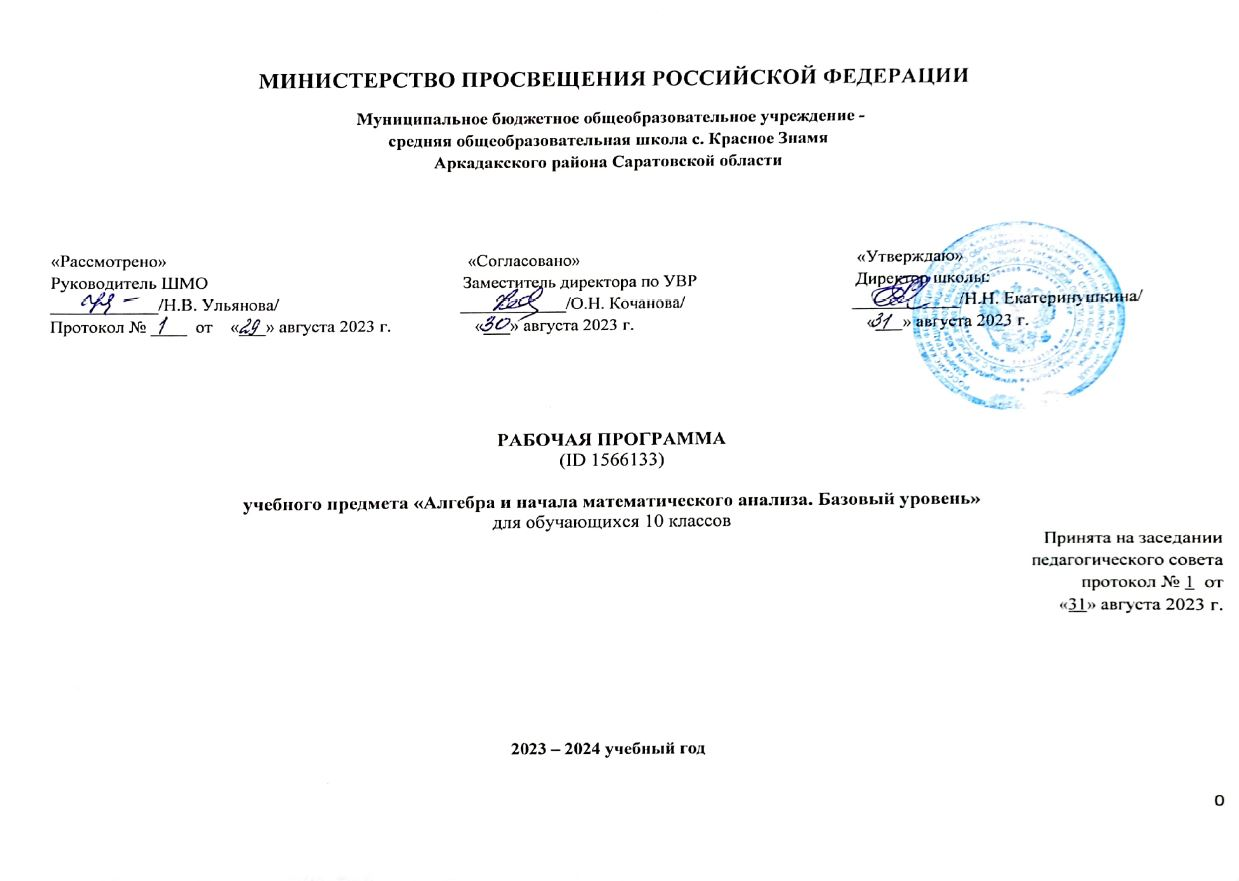 МИНИСТЕРСТВО ПРОСВЕЩЕНИЯ РОССИЙСКОЙ ФЕДЕРАЦИИ
Муниципальное бюджетное общеобразовательное учреждение -
средняя общеобразовательная школа с. Красное Знамя
Аркадакского района Саратовской области
«Рассмотрено»
Руководитель ШМО
/Н.В. Ульянова/
Протокол № 1 от «29» августа 2023 г.
«Согласовано»
Заместитель директора по УВР
/О.Н. Кочанова/
«30» августа 2023 г.
«Утверждаю»
Директор школы:
/Н.Н. Екатеринушкина/
«31» августа 2023 г.
РАБОЧАЯ ПРОГРАММА
(ID 1566133)
учебного предмета «Алгебра и начала математического анализа. Базовый уровень»
для обучающихся 10 классов
Принята на заседании
педагогического совета
протокол № 1 от
«31» августа 2023 г.
2023 – 2024 учебный год
0